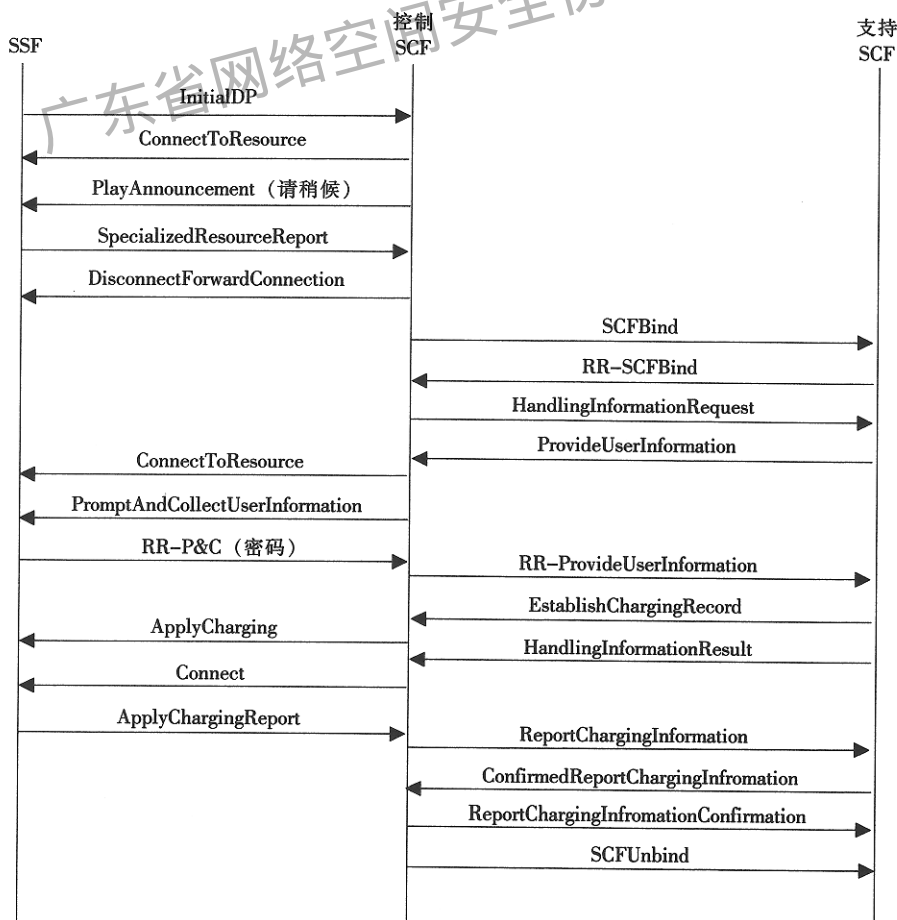 广东省网络空间安全协
SSF
控制
SCF
支持
SCF
InitialDP
ConnectToResource
PlayAnnouncement（请稍候）
SpecializedResourceReport
DisconnectForwardConnection
SCFBind
RR-SCFBind
HandlingInformationRequest
ProvideUserInformation
ConnectToResource
PromptAndCollectUserInformation
RR-P&C（密码）
RR-ProvideUserInformation
EstablishChargingRecord
ApplyCharging
HandlingInformationResult
Connect
ApplyChargingReport
ReportChargingInformation
ConfirmedReportChargingInfromation
ReportChargingInfromationConfirmation
SCFUnbind